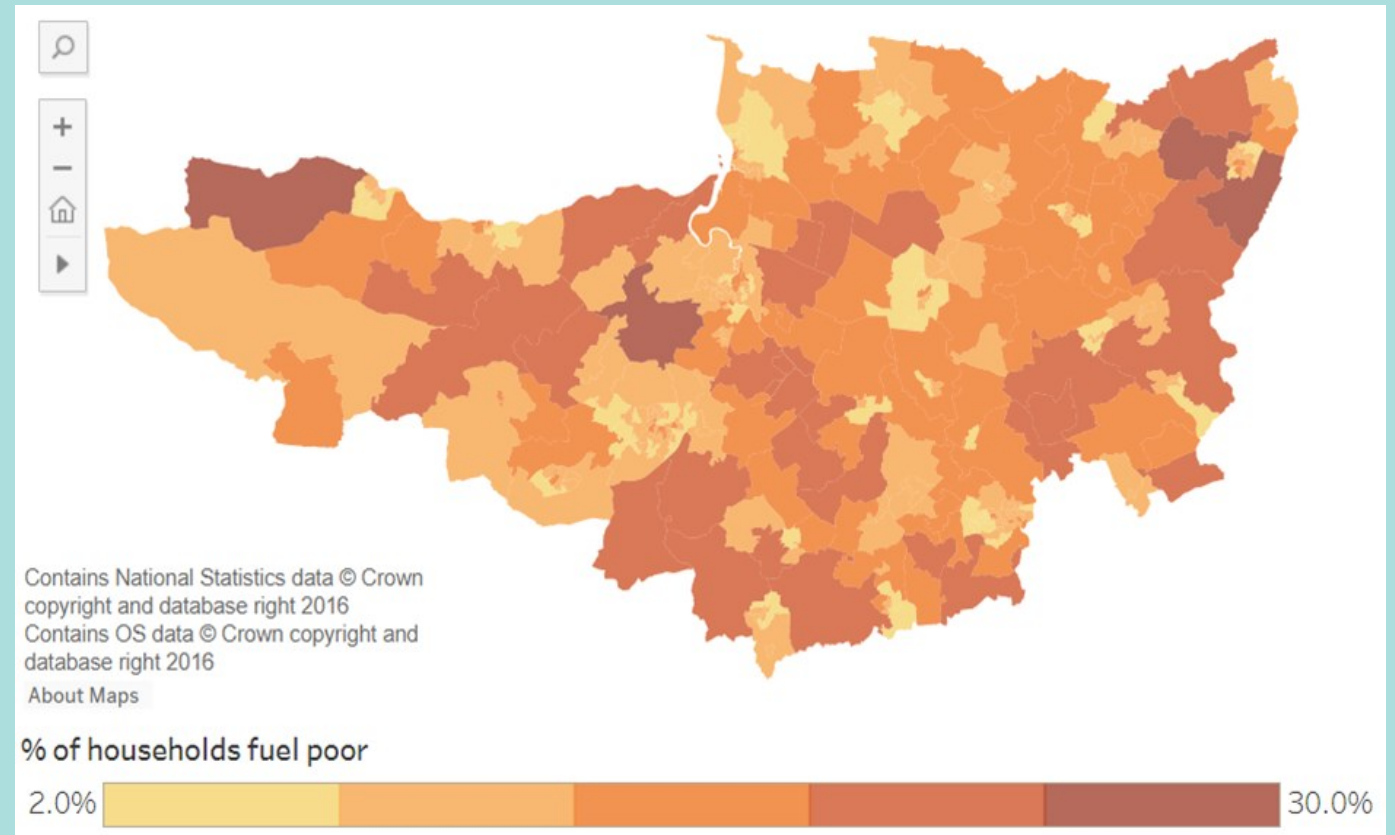 +
−
Contains National Statistics data © Crown
copyright and database right 2016
Contains OS data © Crown copyright and
database right 2016
About Maps
% of households fuel poor
2.0%
30.0%